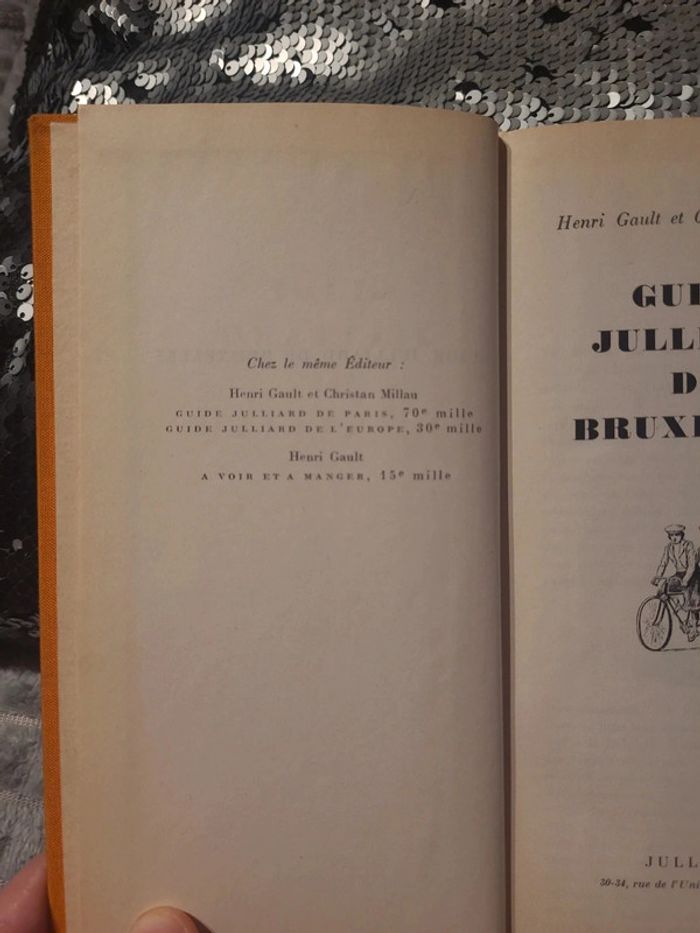 Chez le même Éditeur :
Henri Gault et Christan Millau
GUIDE JULLIARD DE PARIS, 70e mille
GUIDE JULLIARD DE L'EUROPE, 30e mille
Henri Gault
A VOIR ET A MANGER, 15e mille
Henri Gault et C
GUI
JULLI
D
BRUXE
JULL
30-34, rue de l'Uni